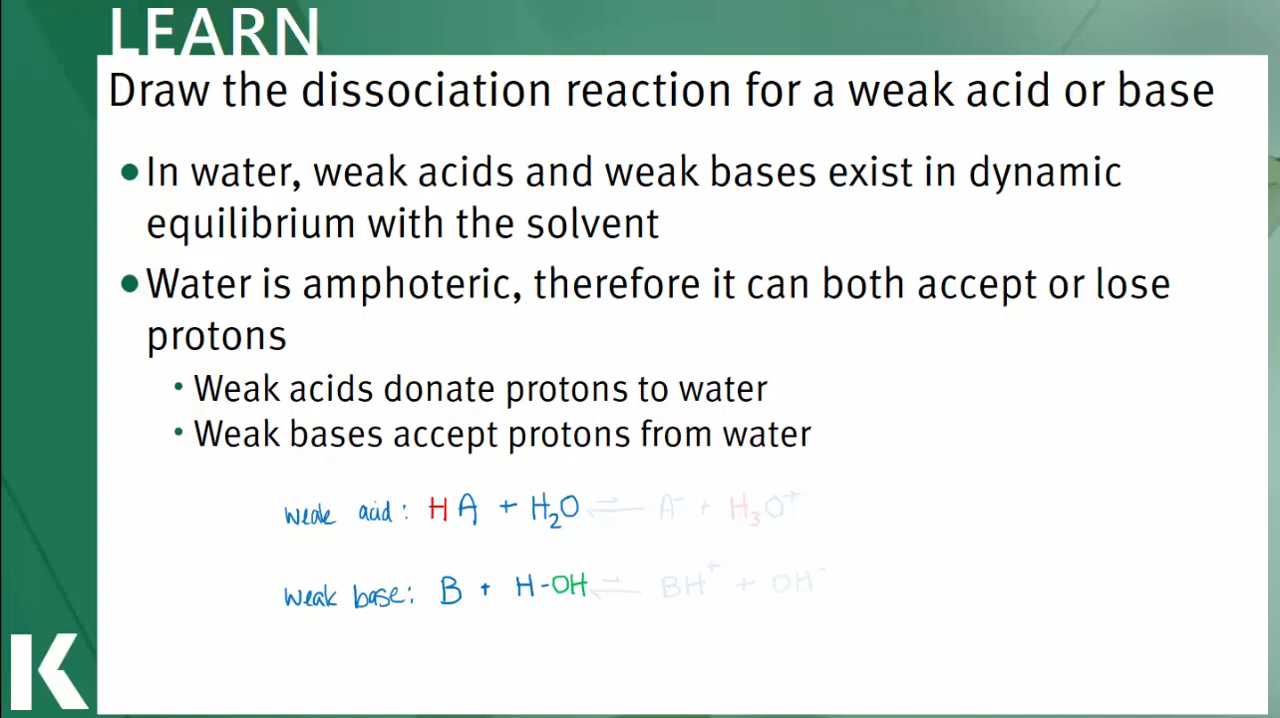 LEARN
Draw the dissociation reaction for a weak acid or base
•In water, weak acids and weak bases exist in dynamic
equilibrium with the solvent
•Water is amphoteric, therefore it can both accept or lose
protons
• Weak acids donate protons to water
• Weak bases accept protons from water
weak acid: HA + H₂O ⇌ A⁻ + H₃O⁺
weak base: B + H-OH ⇌ BH⁺ + OH⁻
K